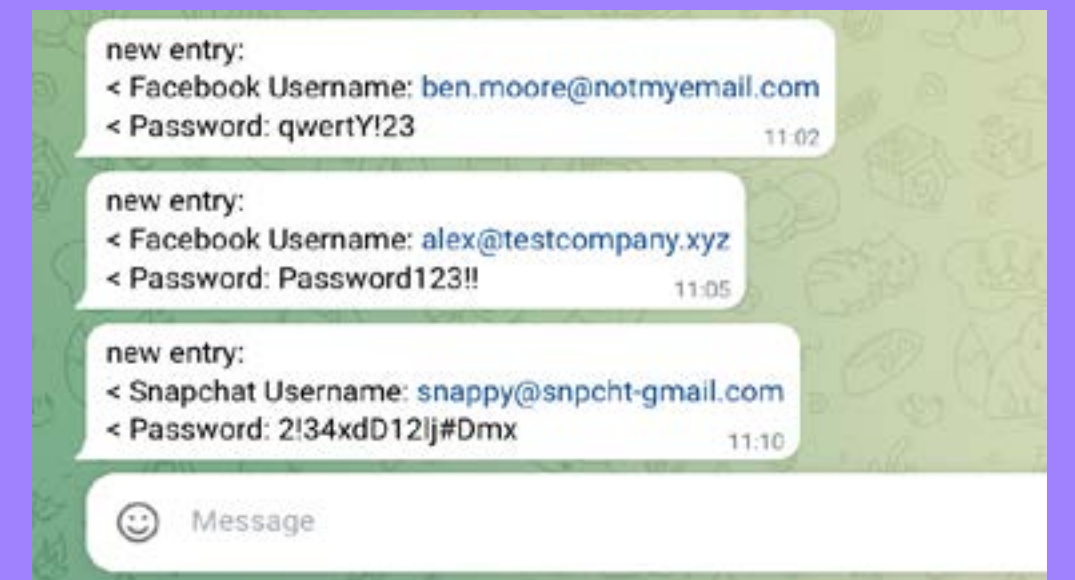 new entry:
< Facebook Username: ben.moore@notmyemail.com
< Password: qwertY!23
11:02
new entry:
< Facebook Username: alex@testcompany.xyz
< Password: Password123!!
11:05
new entry:
< Snapchat Username: snappy@snpcht-gmail.com
< Password: 2!34xdD12lj#Dmx
11:10
Message